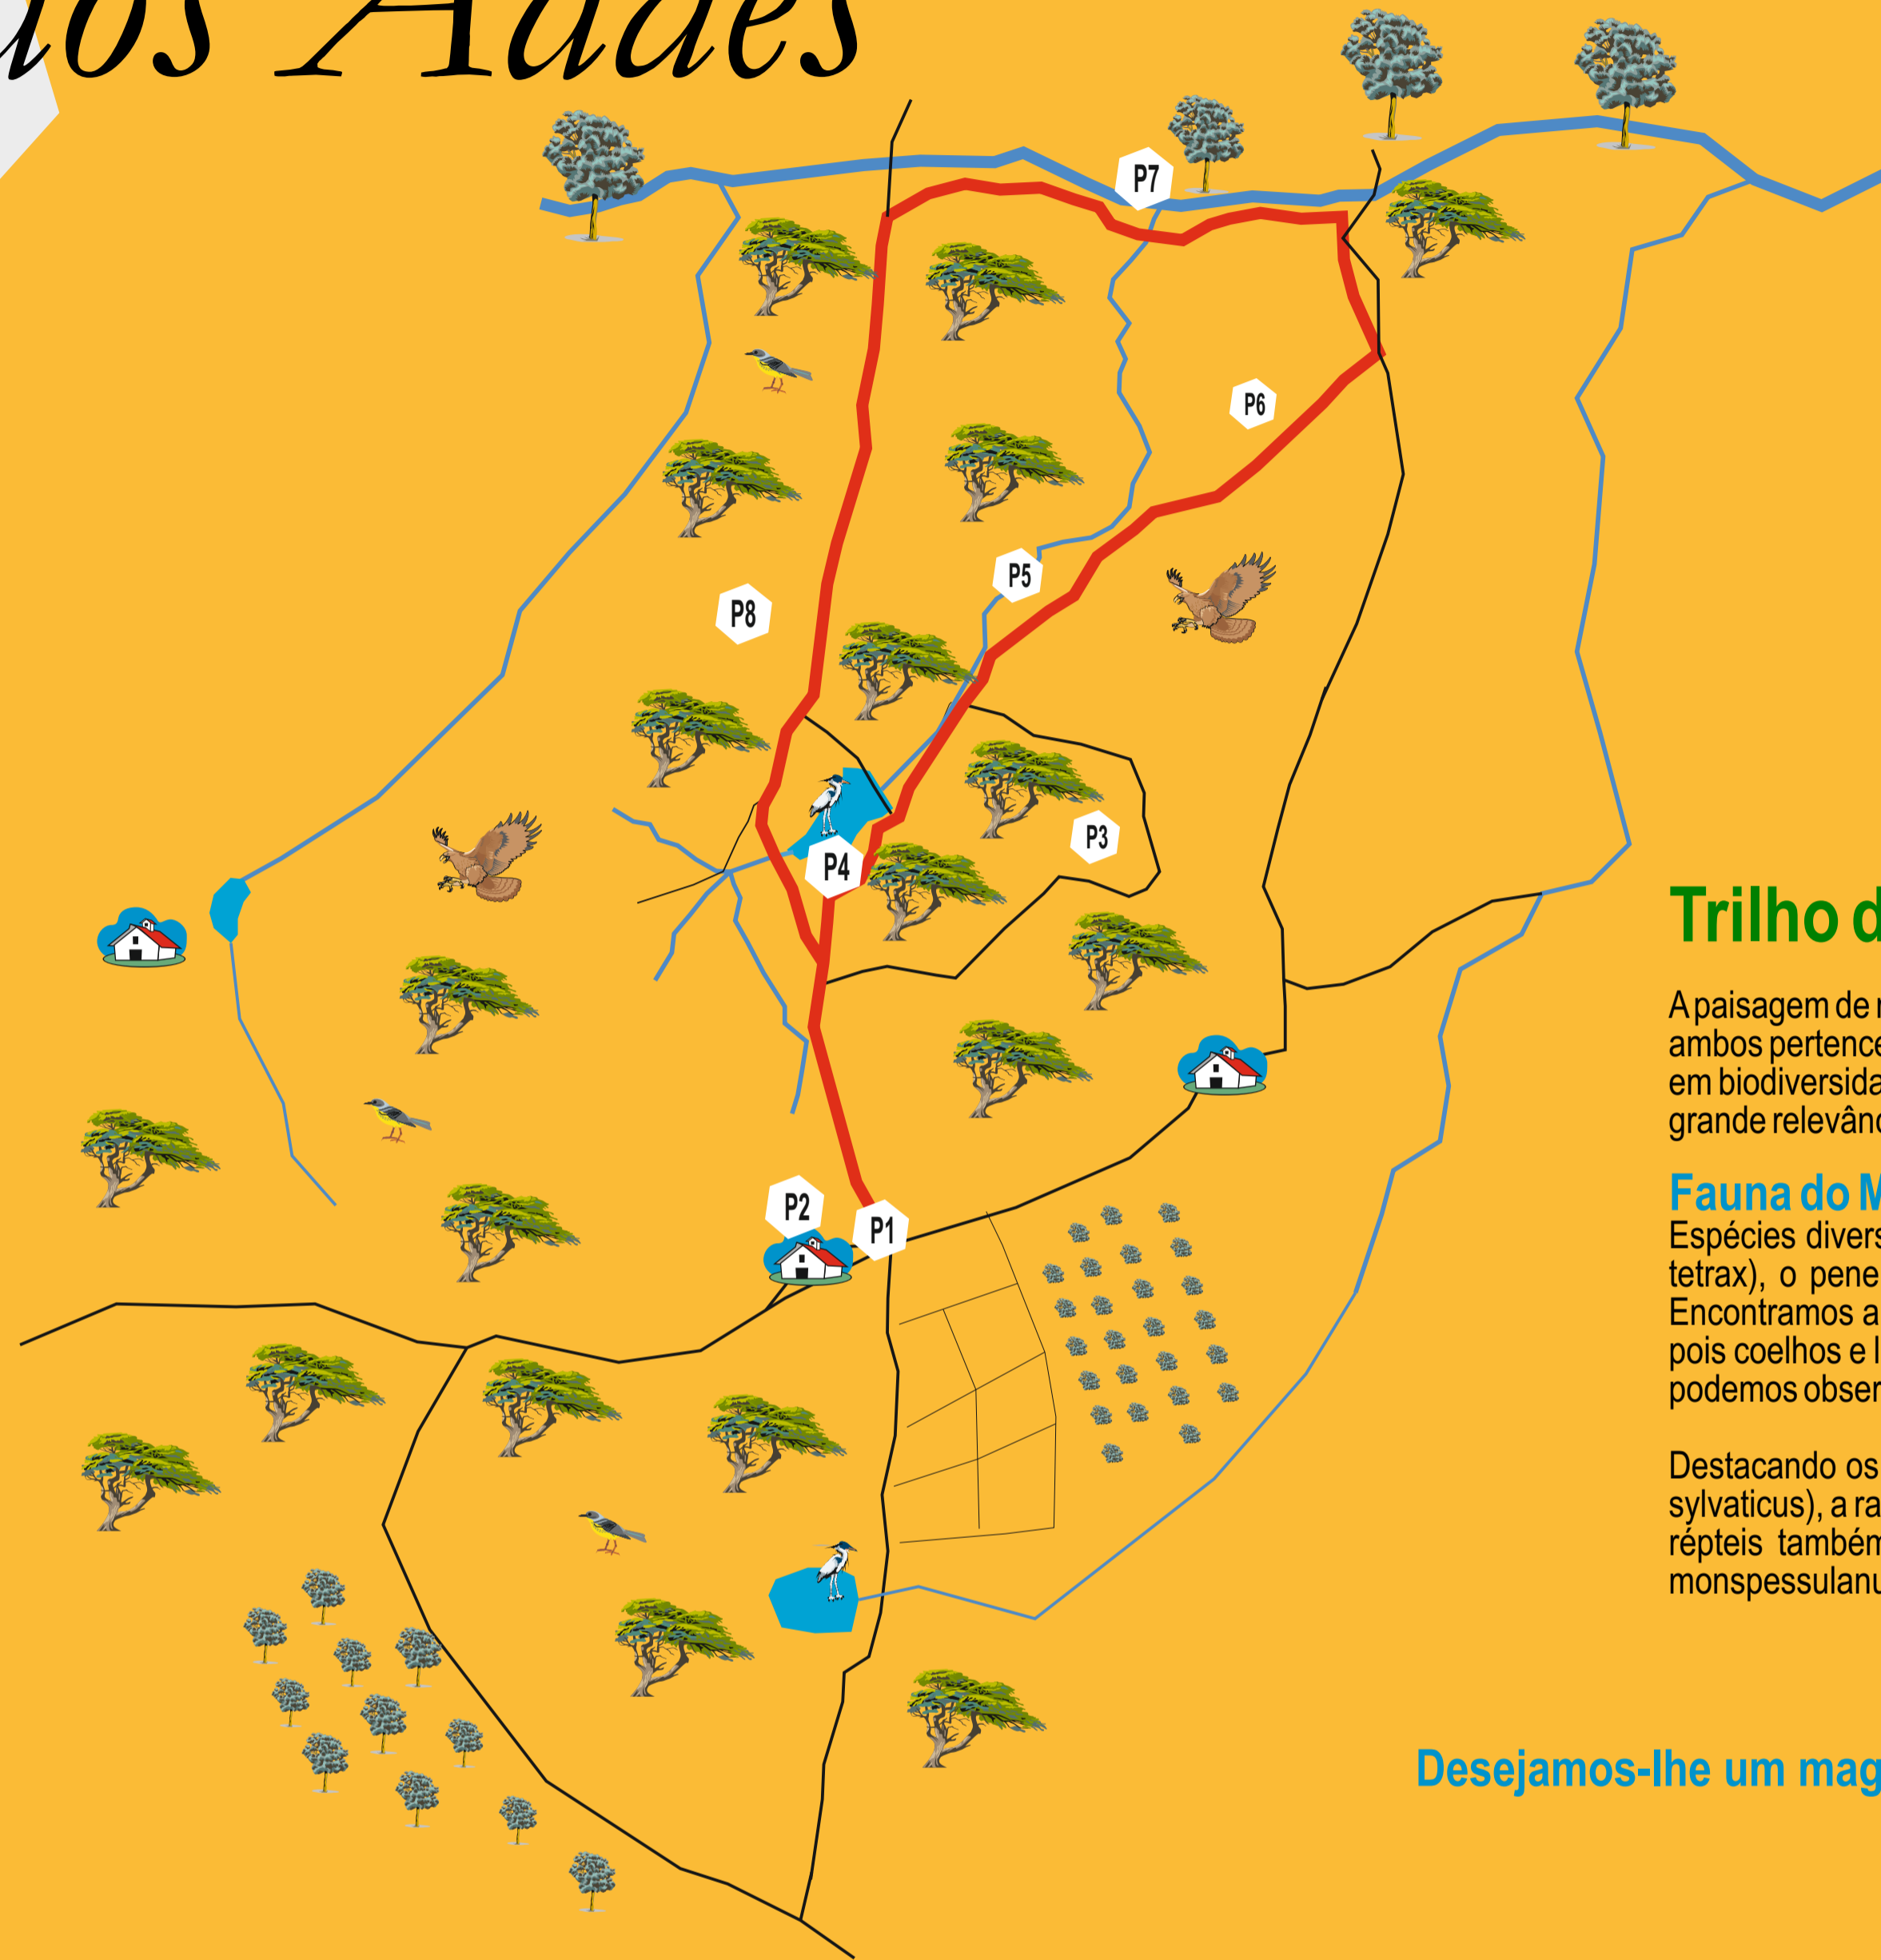 dos Aades
P7
P6
P5
P8
P3
P4
P2
P1
Trilho d
A paisagem de
ambos pertence
em biodiversida
grande relevânc
Fauna do M
Espécies divers
tetrax), o pene
Encontramos a
pois coelhos e l
podemos obser
Destacando os
sylvaticus), a ra
répteis também
monspessulanu
Desejamos-lhe um mag